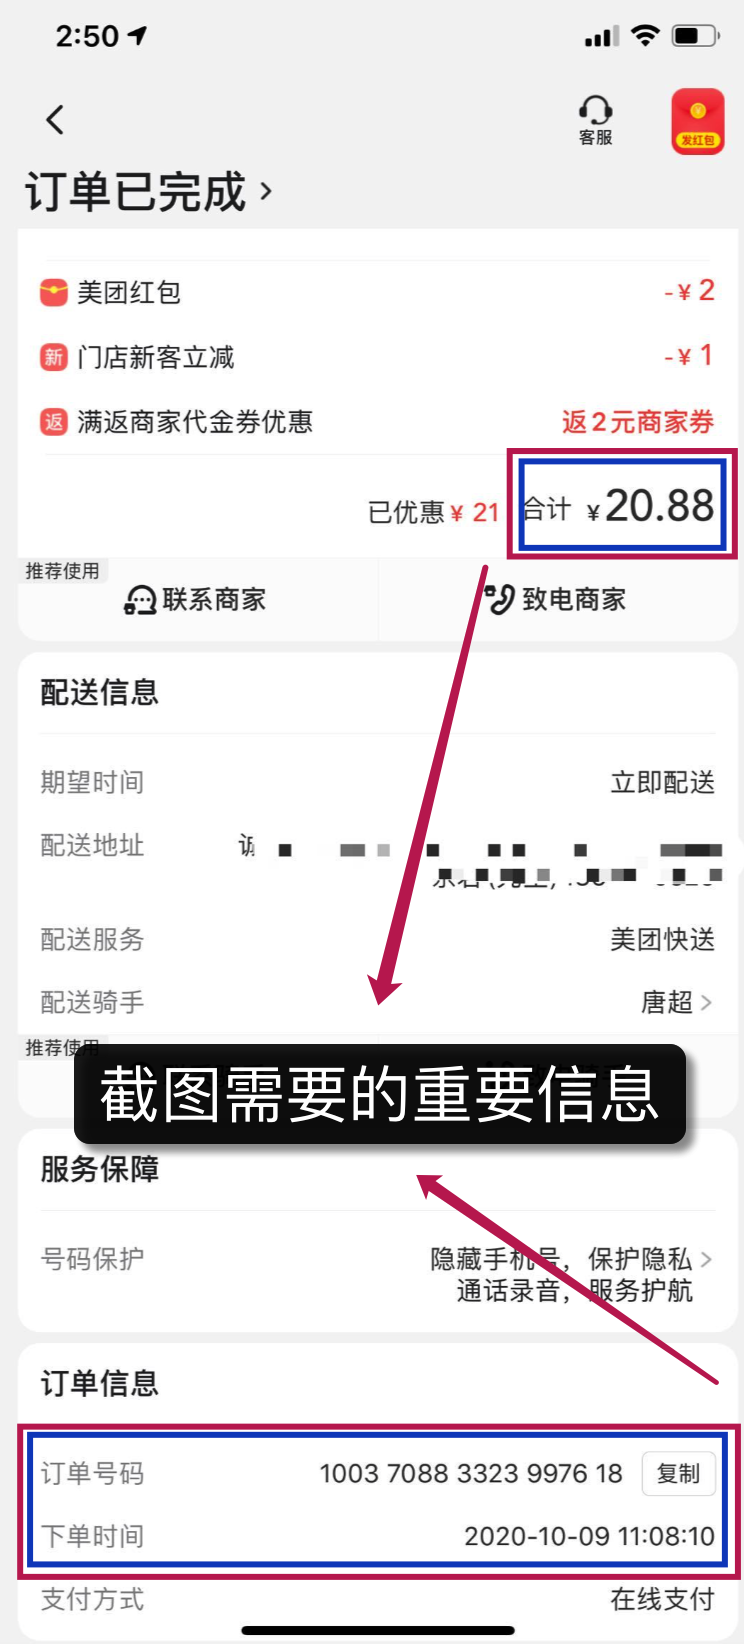 2:50
客服
发红包
订单已完成
美团红包 -¥2
新 门店新客立减 -¥1
返 满返商家代金券优惠 返2元商家券
已优惠¥21 合计 ¥20.88
推荐使用
联系商家 致电商家
配送信息
期望时间 立即配送
配送地址
配送服务 美团快送
配送骑手 唐超
推荐使用
截图需要的重要信息
服务保障
号码保护 隐藏手机号，保护隐私
通话录音，服务护航
订单信息
订单号码 1003 7088 3323 9976 18 复制
下单时间 2020-10-09 11:08:10
支付方式 在线支付